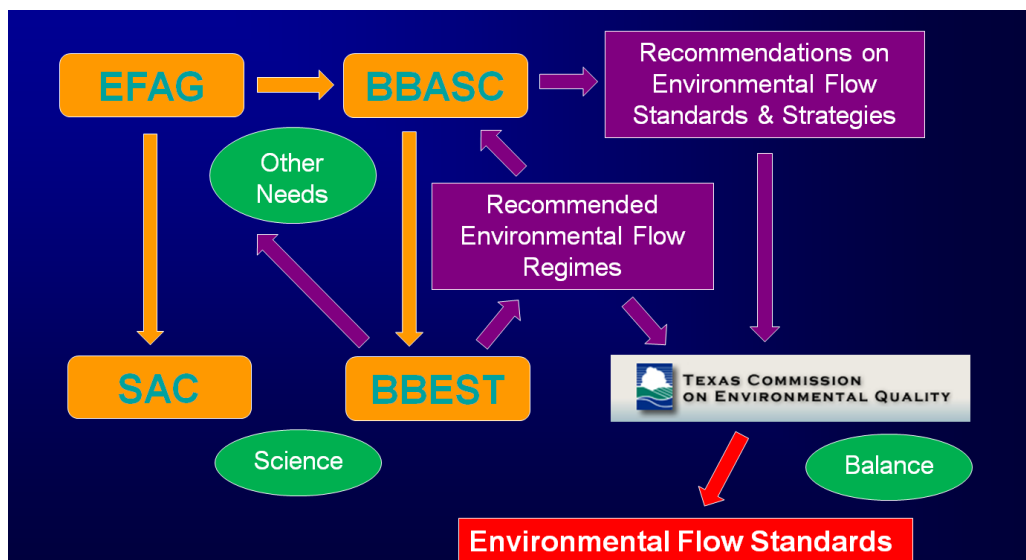 EFAG
BBASC
Recommendations on
Environmental Flow
Standards & Strategies
Other
Needs
Recommended
Environmental Flow
Regimes
SAC
BBEST
TEXAS COMMISSION
ON ENVIRONMENTAL QUALITY
Science
Balance
Environmental Flow Standards